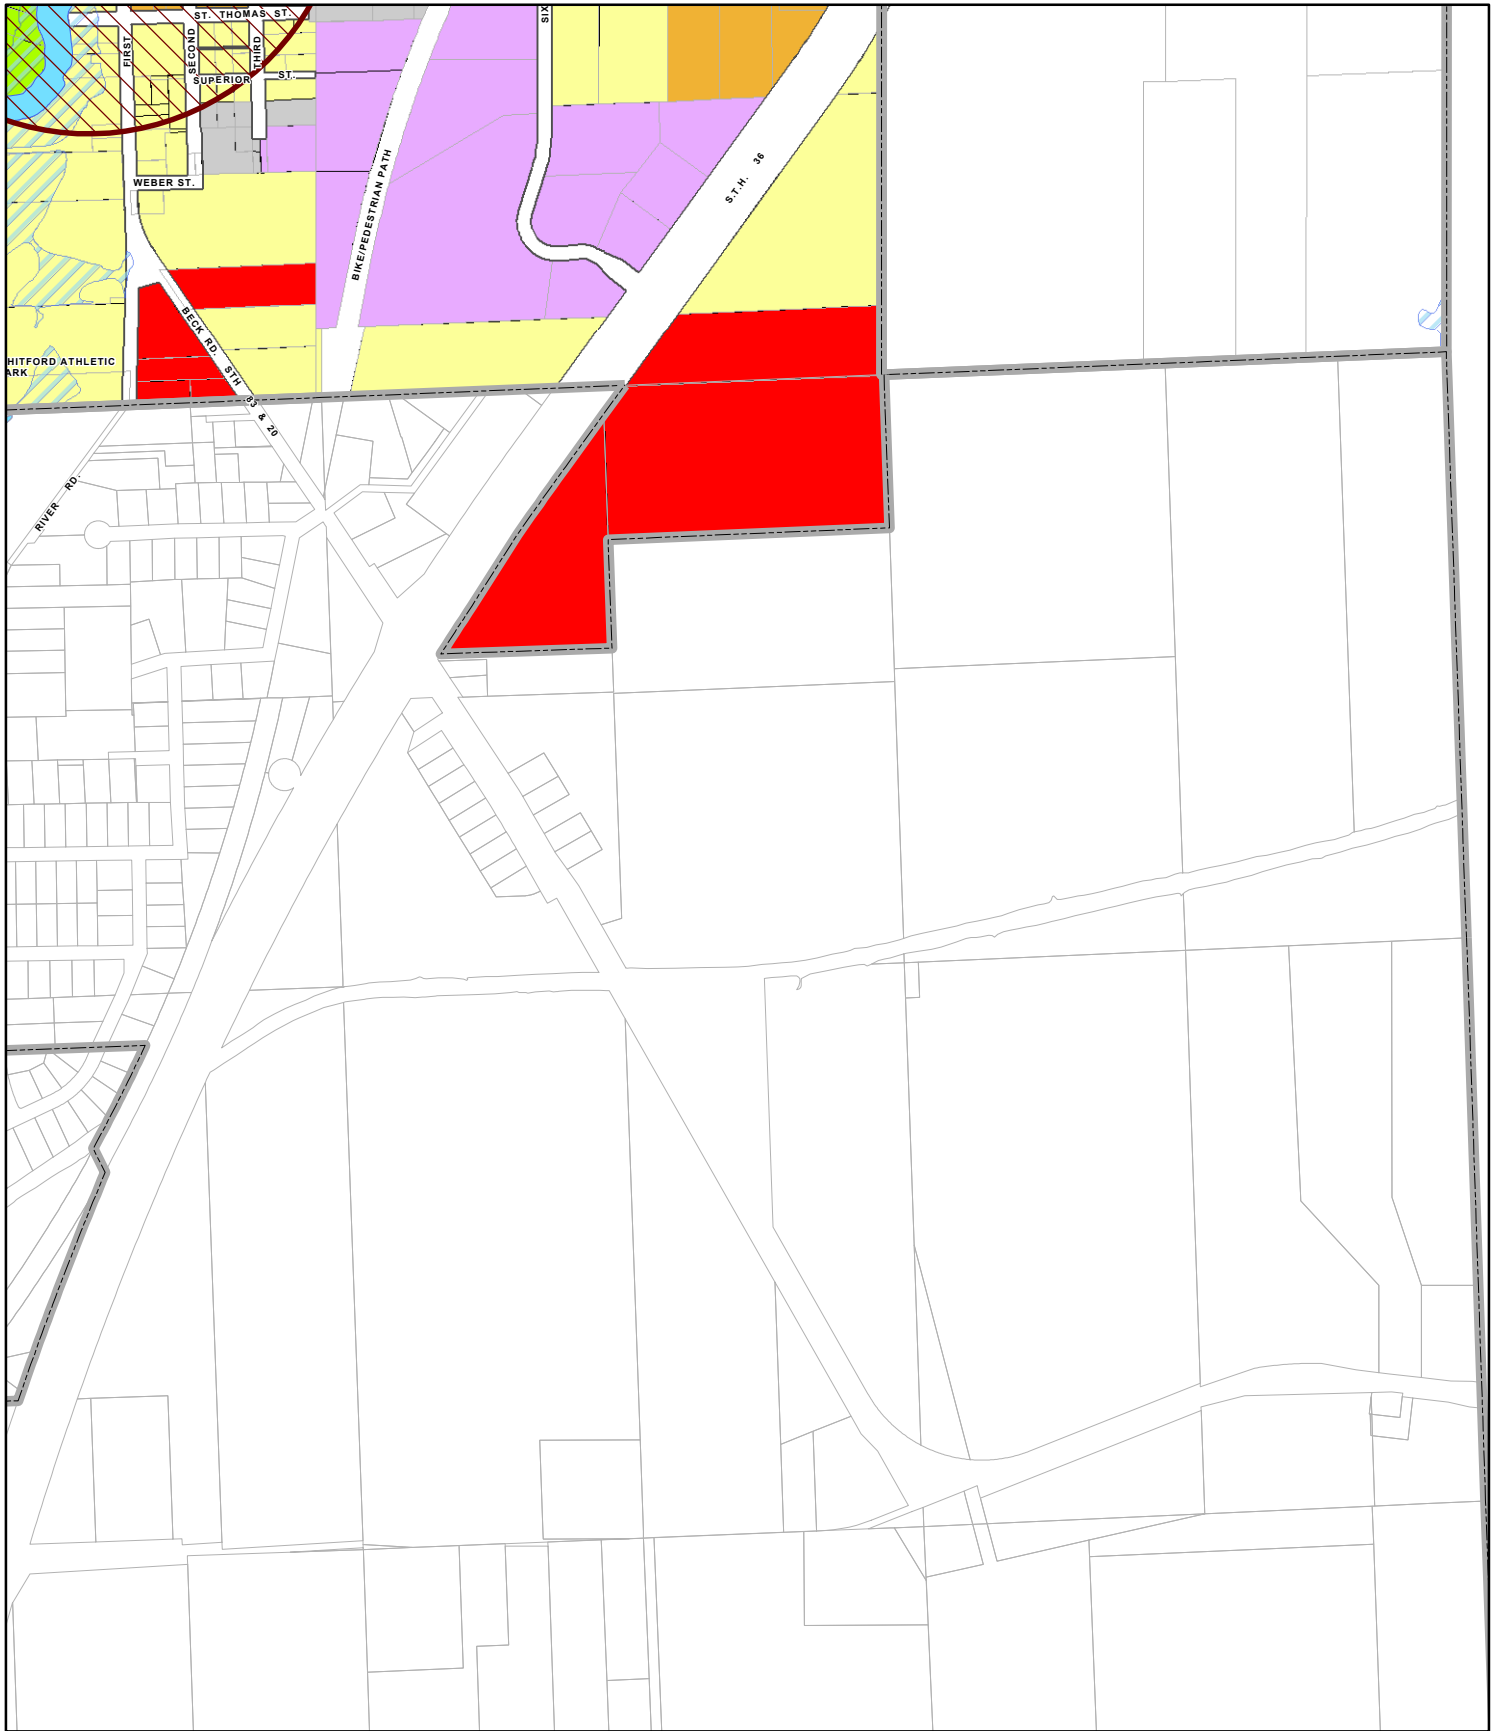 ST. THOMAS ST.
FIRST
SECOND
THIRD
SIX
SUPERIOR ST.
WEBER ST.
BIKE/PEDESTRIAN PATH
S.T.H. 36
BECK RD. STH 83 & 20
HITFORD ATHLETIC
ARK
RIVER RD.